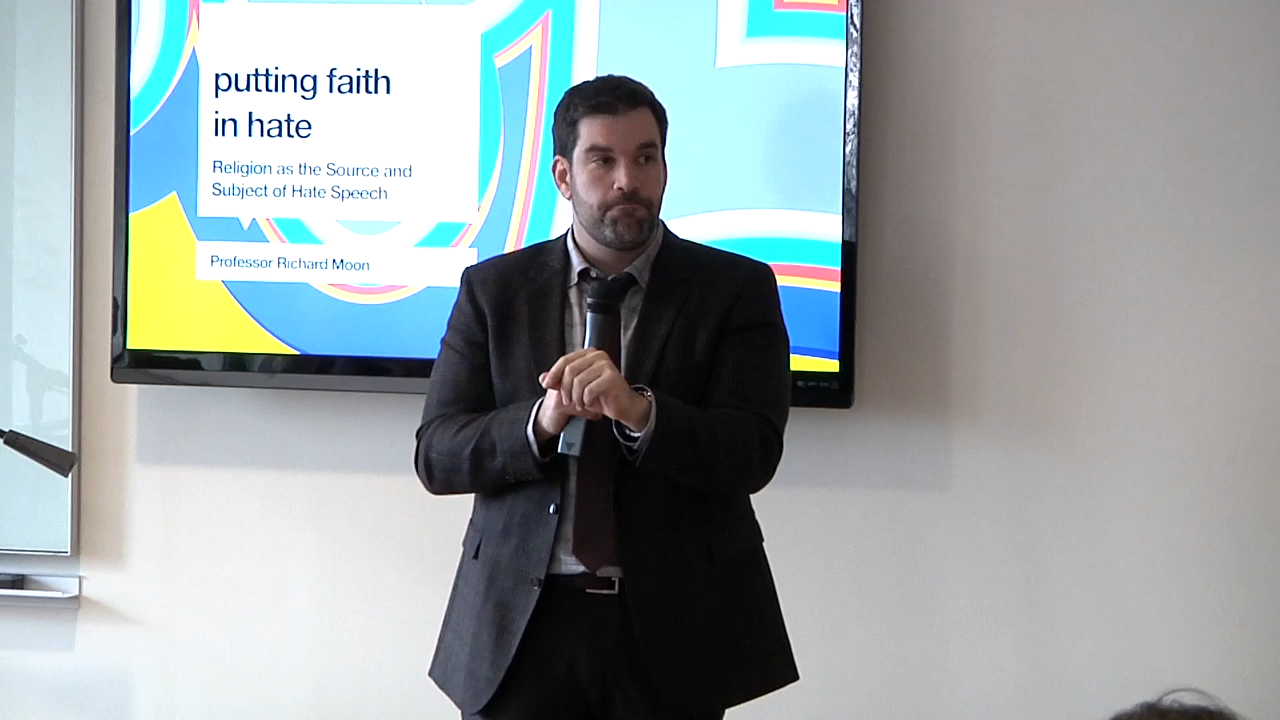 putting faith
in hate
Religion as the Source and
Subject of Hate Speech
Professor Richard Moon